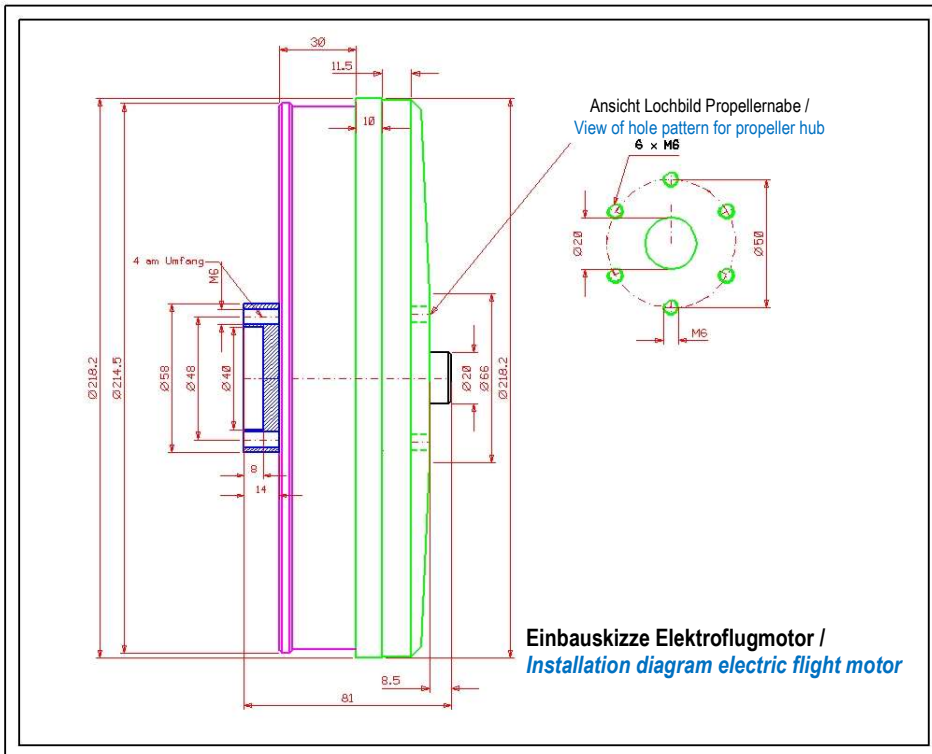 30
11.5
Ansicht Lochbild Propellernabe /
View of hole pattern for propeller hub
10
6 × M6
Ø20
Ø50
4 am Umfang
M6
M6
Ø218.2
Ø214.5
Ø58
Ø48
Ø40
Ø20
Ø66
Ø218.2
8
14
Einbauskizze Elektroflugmotor /
Installation diagram electric flight motor
8.5
81